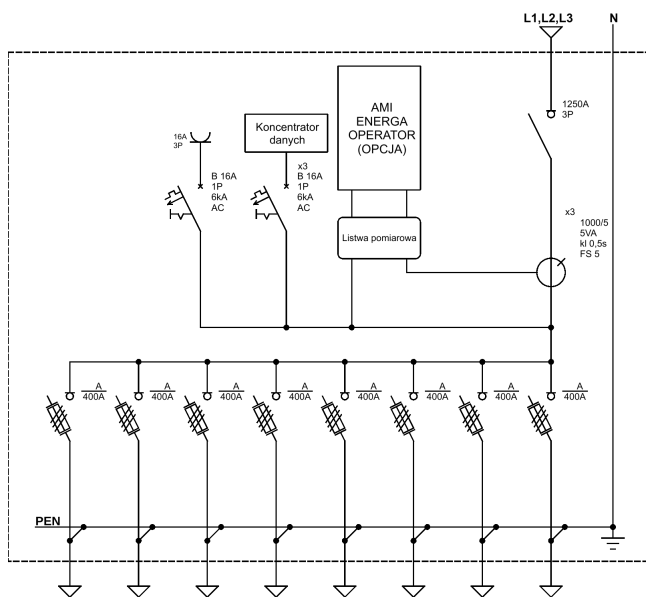 L1,L2,L3
N
AMI
ENERGA
OPERATOR
(OPCJA)
1250A
3P
Koncentrator
danych
16A
3P
B 16A
1P
6kA
AC
x3
B 16A
1P
6kA
AC
Listwa pomiarowa
x3
1000/5
5VA
kl 0,5s
FS 5
A
400A
A
400A
A
400A
A
400A
A
400A
A
400A
A
400A
A
400A
PEN